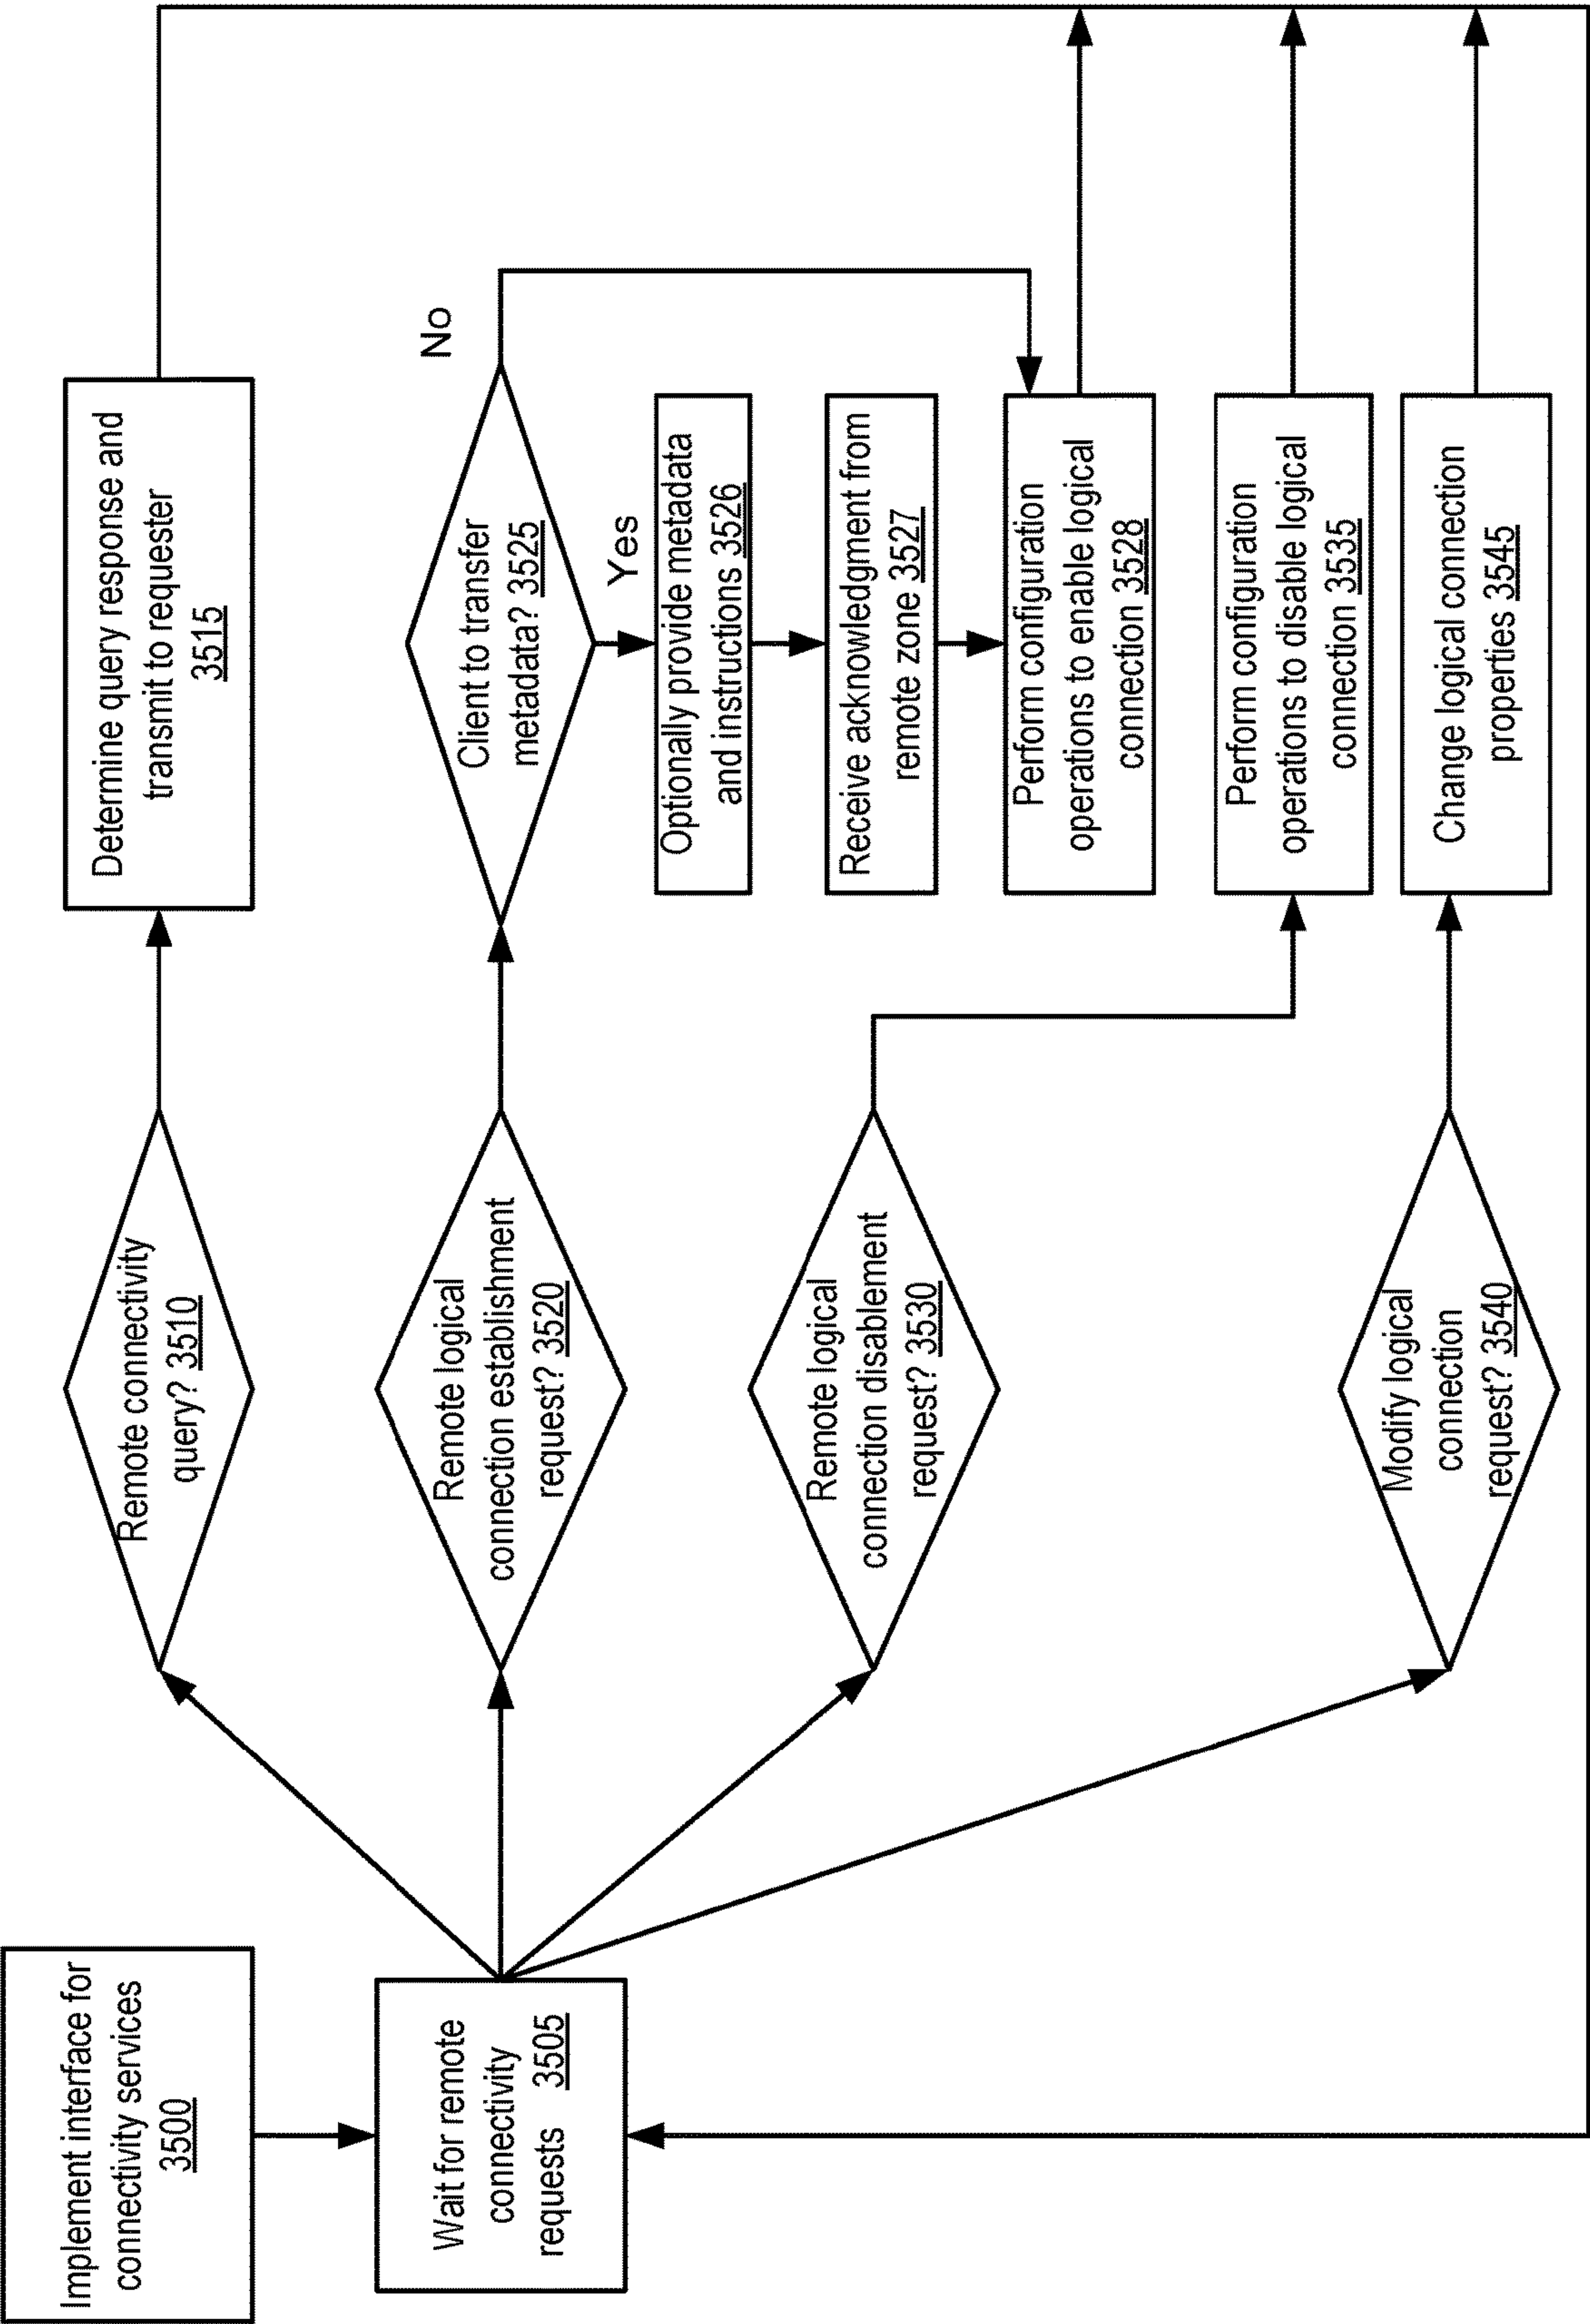 Implement interface for
connectivity services
3500
Wait for remote
connectivity
requests 3505
Remote connectivity
query? 3510
Determine query response and
transmit to requester
3515
Remote logical
connection establishment
request? 3520
Client to transfer
metadata? 3525
No
Yes
Optionally provide metadata
and instructions 3526
Receive acknowledgment from
remote zone 3527
Perform configuration
operations to enable logical
connection 3528
Remote logical
connection disablement
request? 3530
Perform configuration
operations to disable logical
connection 3535
Modify logical
connection
request? 3540
Change logical connection
properties 3545